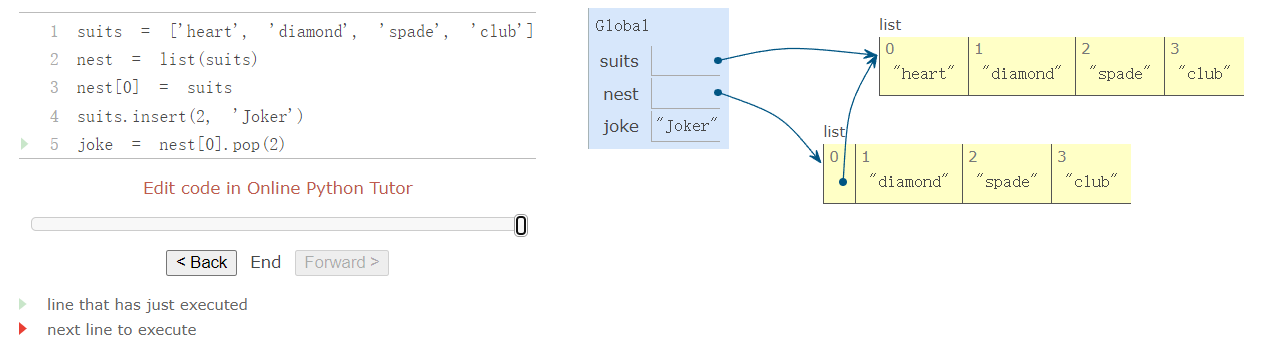 1 suits = ['heart', 'diamond', 'spade', 'club']
2 nest = list(suits)
3 nest[0] = suits
4 suits.insert(2, 'Joker')
5 joke = nest[0].pop(2)
Edit code in Online Python Tutor
< Back End Forward >
line that has just executed
next line to execute
Global
suits
nest
joke "Joker"
list
0 1 2 3
"heart" "diamond" "spade" "club"
list
0 1 2 3
"diamond" "spade" "club"